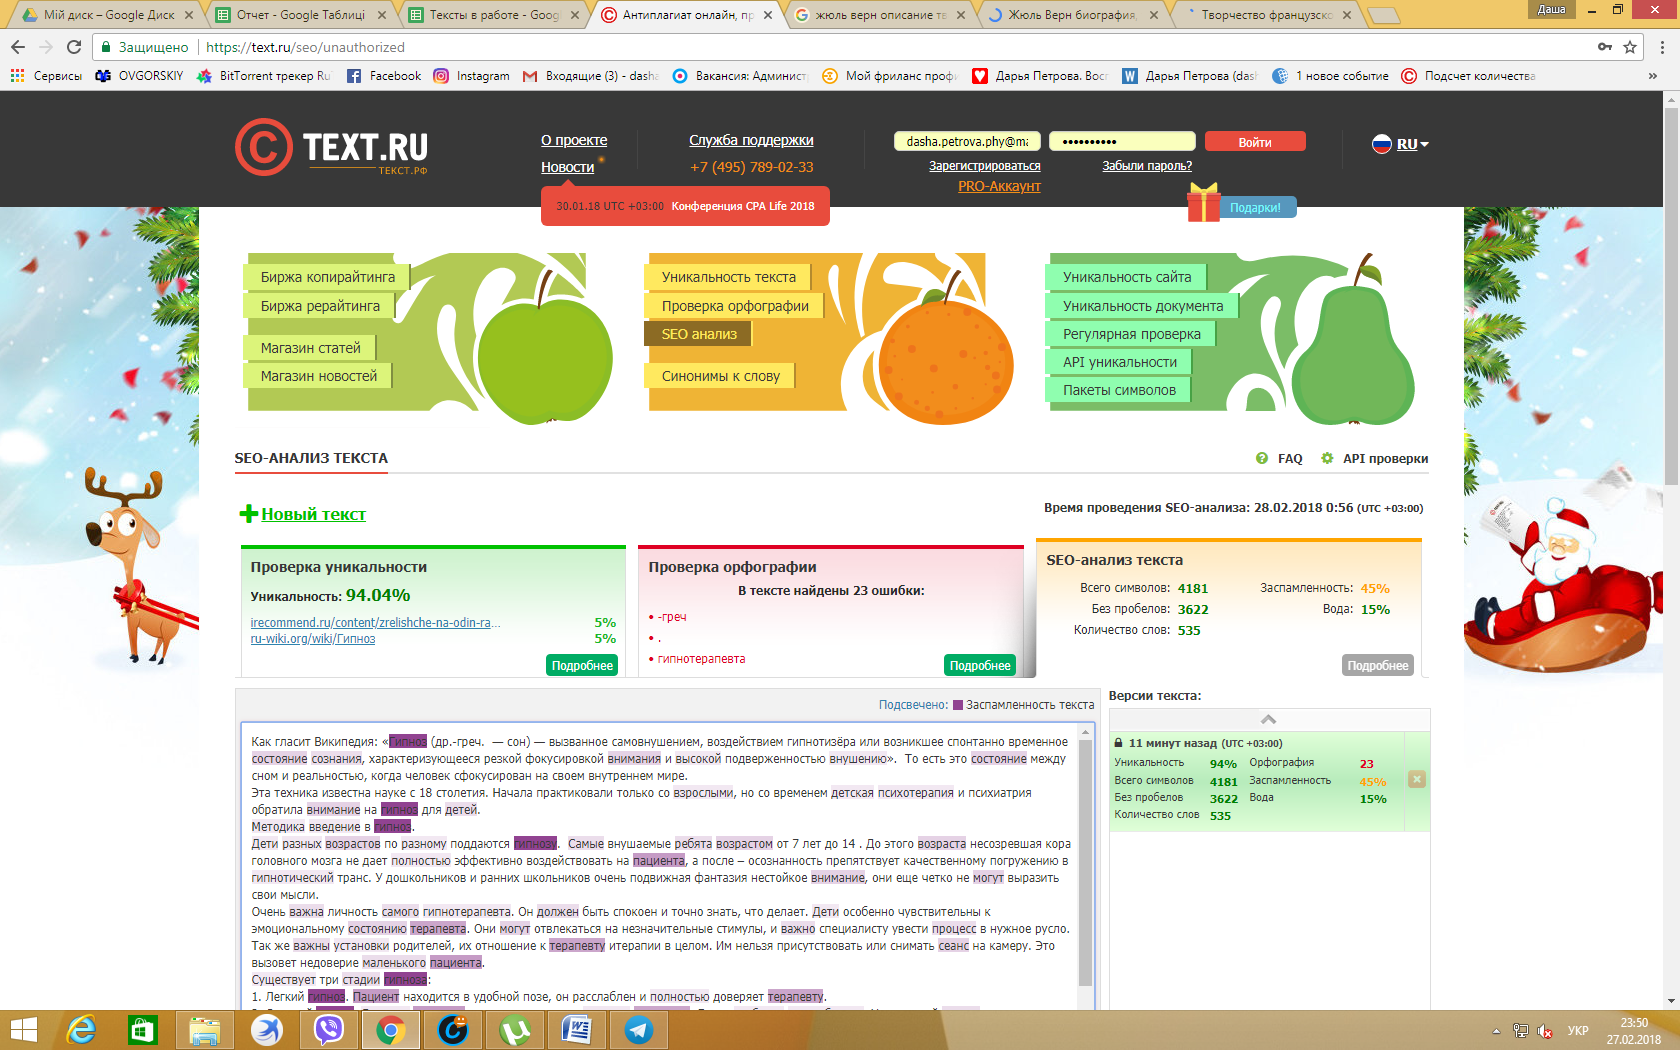 Мій диск – Google Диск
Отчет - Google Таблиці
Тексты в работе - Goog
Антиплагиат онлайн, пр
жюль верн описание тв
Жюль Верн биография,
Творчество французско
Даша
Защищено https://text.ru/seo/unauthorized
Сервисы
OVGORSKIY
BitTorrent трекер Ru
Facebook
Instagram
Входящие (3) - dasha
Вакансия: Админист
Мой фриланс проф
Дарья Петрова. Вос
Дарья Петрова (dash
1 новое событие
Подсчет количества
»
TEXT.RU
ТЕКСТ.РФ
О проекте
Новости
Служба поддержки
+7 (495) 789-02-33
dasha.petrova.phy@ma
••••••••••
Войти
Зарегистрироваться
Забыли пароль?
PRO-Аккаунт
RU
30.01.18 UTC +03:00 Конференция CPA Life 2018
Подарки!
Биржа копирайтинга
Биржа рерайтинга
Магазин статей
Магазин новостей
Уникальность текста
Проверка орфографии
SEO анализ
Синонимы к слову
Уникальность сайта
Уникальность документа
Регулярная проверка
API уникальности
Пакеты символов
SEO-АНАЛИЗ ТЕКСТА
FAQ
API проверки
Новый текст
Время проведения SEO-анализа: 28.02.2018 0:56 (UTC +03:00)
Проверка уникальности
Уникальность: 94.04%
irecommend.ru/content/zrelishche-na-odin-ra... 5%
ru-wiki.org/wiki/Гипноз 5%
Подробнее
Проверка орфографии
В тексте найдены 23 ошибки:
• -греч
• .
• гипнотерапевта
Подробнее
SEO-анализ текста
Всего символов: 4181 Заспамленность: 45%
Без пробелов: 3622 Вода: 15%
Количество слов: 535
Подробнее
Подсвечено: Заспамленность текста
Как гласит Википедия: «Гипноз (др.-греч.  — сон) — вызванное самовнушением, воздействием гипнотизёра или возникшее спонтанно временное
состояние сознания, характеризующееся резкой фокусировкой внимания и высокой подверженностью внушению».  То есть это состояние между
сном и реальностью, когда человек сфокусирован на своем внутреннем мире.
Эта техника известна науке с 18 столетия. Начала практиковали только со взрослыми, но со временем детская психотерапия и психиатрия
обратила внимание на гипноз для детей.
Методика введение в гипноз.
Дети разных возрастов по разному поддаются гипнозу.  Самые внушаемые ребята возрастом от 7 лет до 14 . До этого возраста несозревшая кора
головного мозга не дает полностью эффективно воздействовать на пациента, а после – осознанность препятствует качественному погружению в
гипнотический транс. У дошкольников и ранних школьников очень подвижная фантазия нестойкое внимание, они еще четко не могут выразить
свои мысли.
Очень важна личность самого гипнотерапевта. Он должен быть спокоен и точно знать, что делает. Дети особенно чувствительны к
эмоциональному состоянию терапевта. Они могут отвлекаться на незначительные стимулы, и важно специалисту увести процесс в нужное русло.
Так же важны установки родителей, их отношение к терапевту итерапии в целом. Им нельзя присутствовать или снимать сеанс на камеру. Это
вызовет недоверие маленького пациента.
Существует три стадии гипноза:
1. Легкий гипноз. Пациент находится в удобной позе, он расслаблен и полностью доверяет терапевту.
Версии текста:
11 минут назад (UTC +03:00)
Уникальность 94% Орфография 23
Всего символов 4181 Заспамленность 45%
Без пробелов 3622 Вода 15%
Количество слов 535
УКР
23:50
27.02.2018